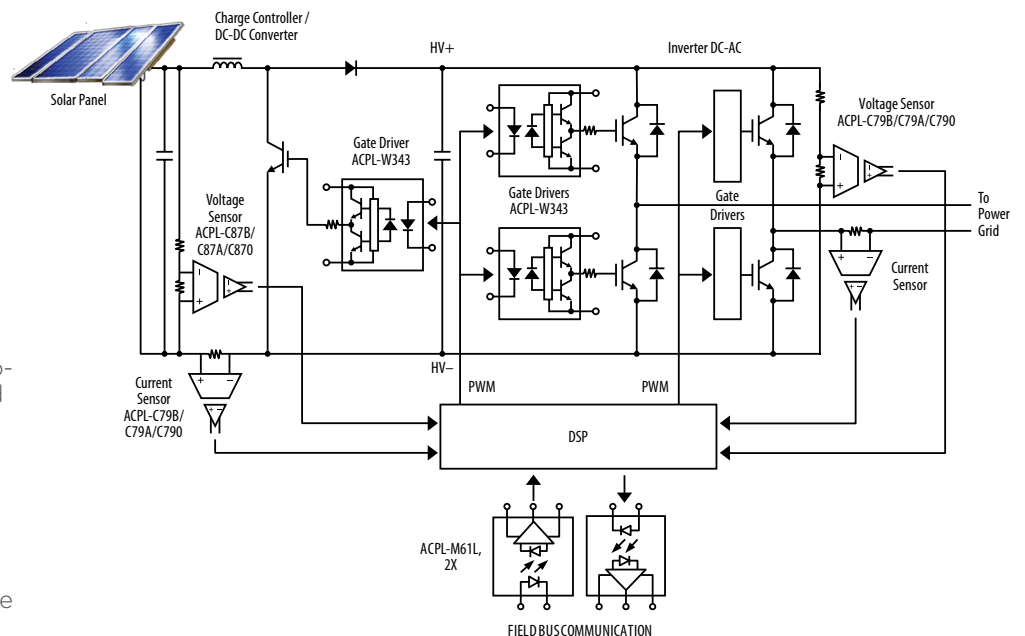 Charge Controller /
DC-DC Converter
HV+
Inverter DC-AC
Solar Panel
Voltage Sensor
ACPL-C79B/C79A/C790
Gate Driver
ACPL-W343
Voltage
Sensor
ACPL-C87B/
C87A/C870
Gate Drivers
ACPL-W343
Gate
Drivers
To
Power
Grid
Current
Sensor
HV–
Current
Sensor
ACPL-C79B/
C79A/C790
PWM
PWM
DSP
ACPL-M61L,
2X
FIELD BUS COMMUNICATION